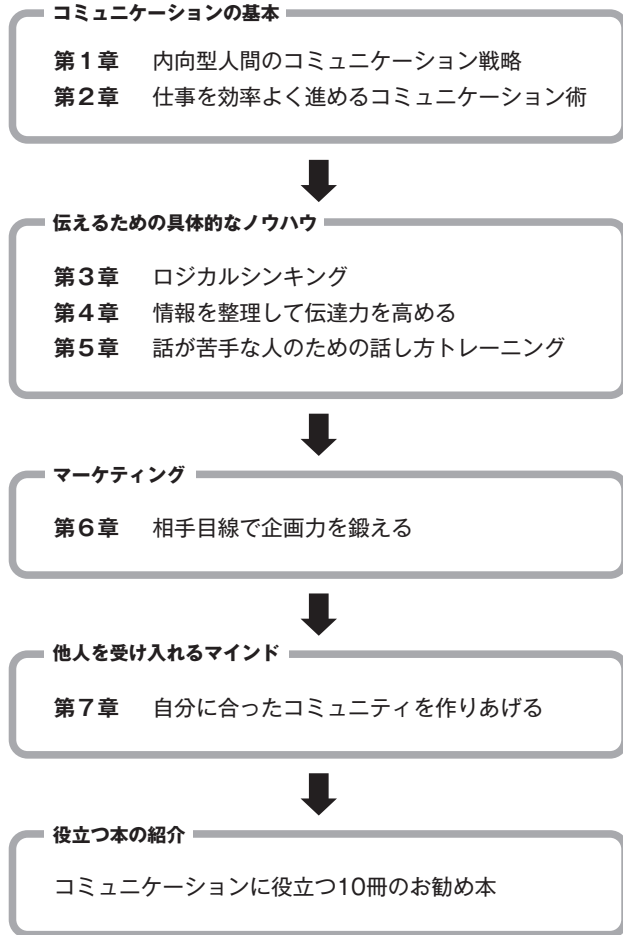 コミュニケーションの基本
第1章 内向型人間のコミュニケーション戦略
第2章 仕事を効率よく進めるコミュニケーション術
伝えるための具体的なノウハウ
第3章 ロジカルシンキング
第4章 情報を整理して伝達力を高める
第5章 話が苦手な人のための話し方トレーニング
マーケティング
第6章 相手目線で企画力を鍛える
他人を受け入れるマインド
第7章 自分に合ったコミュニティを作りあげる
役立つ本の紹介
コミュニケーションに役立つ10冊のお勧め本